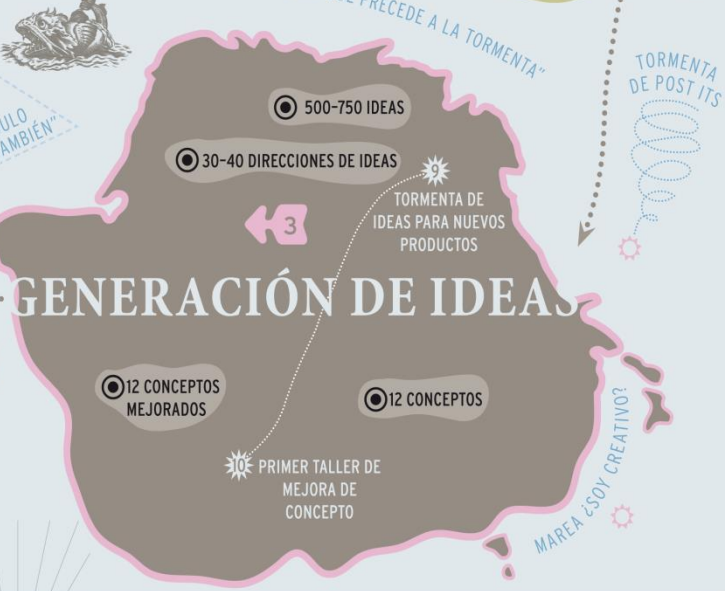 PRECEDE A LA TORMENTA"
TORMENTA
DE POST ITS
ULO
AMBIÉN"
500-750 IDEAS
30-40 DIRECCIONES DE IDEAS
9
TORMENTA DE
IDEAS PARA NUEVOS
PRODUCTOS
3
GENERACIÓN DE IDEAS
12 CONCEPTOS
MEJORADOS
12 CONCEPTOS
10
PRIMER TALLER DE
MEJORA DE
CONCEPTO
MAREA ¿SOY CREATIVO?